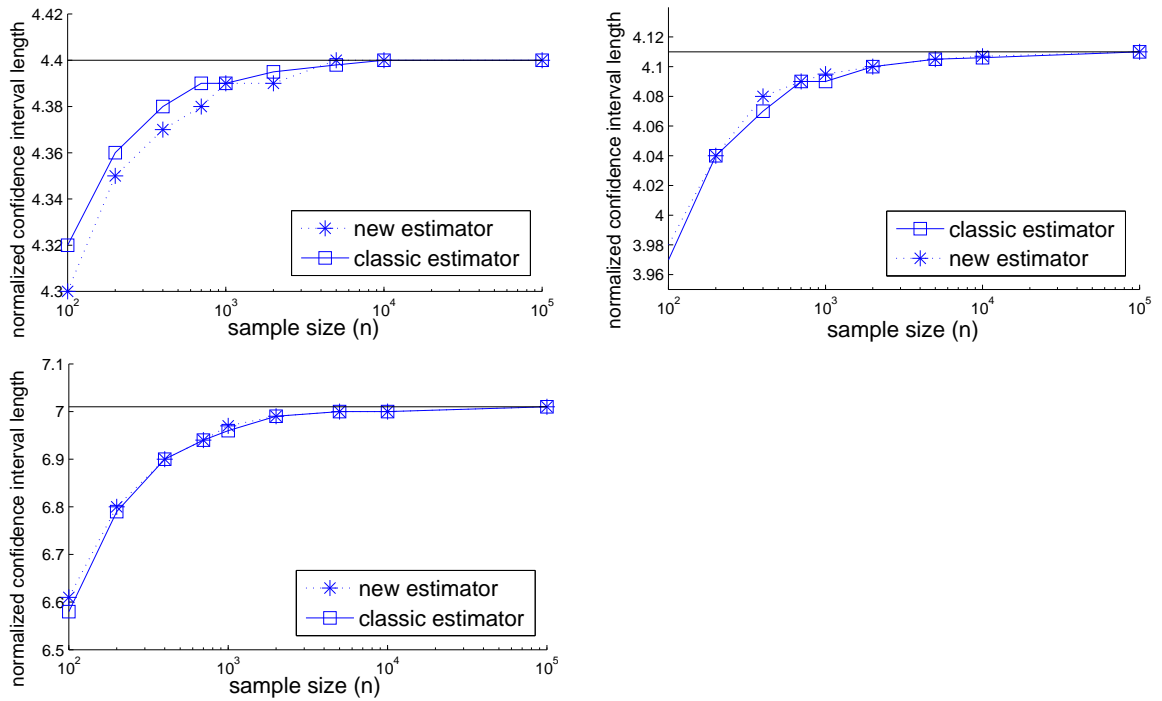 normalized confidence interval length
4.42
4.4
4.38
4.36
4.34
4.32
4.3
10^2
10^3
10^4
10^5
sample size (n)
new estimator
classic estimator
normalized confidence interval length
4.12
4.1
4.08
4.06
4.04
4.02
4
3.98
3.96
10^2
10^3
10^4
10^5
sample size (n)
classic estimator
new estimator
normalized confidence interval length
7.1
7
6.9
6.8
6.7
6.6
6.5
10^2
10^3
10^4
10^5
sample size (n)
new estimator
classic estimator